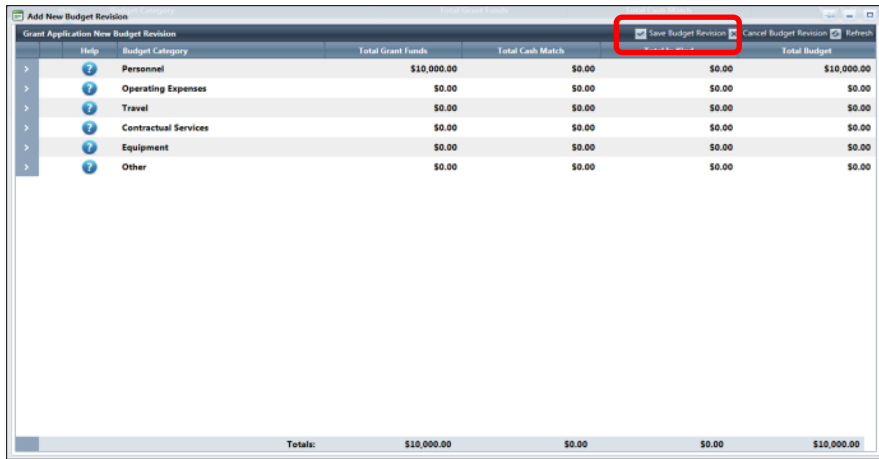 Add New Budget Revision
Grant Application New Budget Revision Save Budget Revision Cancel Budget Revision Refresh
Help Budget Category Total Grant Funds Total Cash Match Total In-Kind Total Budget
Personnel $10,000.00 $0.00 $0.00 $10,000.00
Operating Expenses $0.00 $0.00 $0.00 $0.00
Travel $0.00 $0.00 $0.00 $0.00
Contractual Services $0.00 $0.00 $0.00 $0.00
Equipment $0.00 $0.00 $0.00 $0.00
Other $0.00 $0.00 $0.00 $0.00
Totals: $10,000.00 $0.00 $0.00 $10,000.00